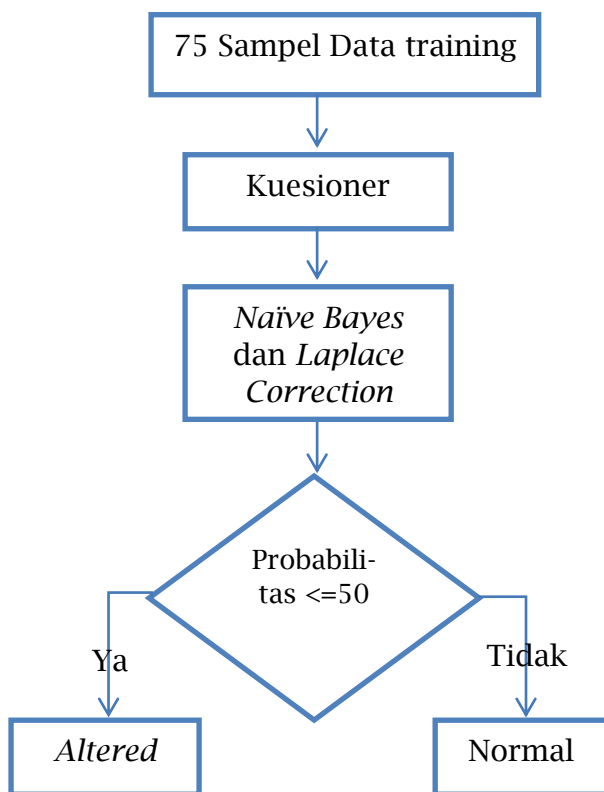 75 Sampel Data training
Kuesioner
Naïve Bayes
dan Laplace
Correction
Probabili-
tas <=50
Ya
Tidak
Altered
Normal